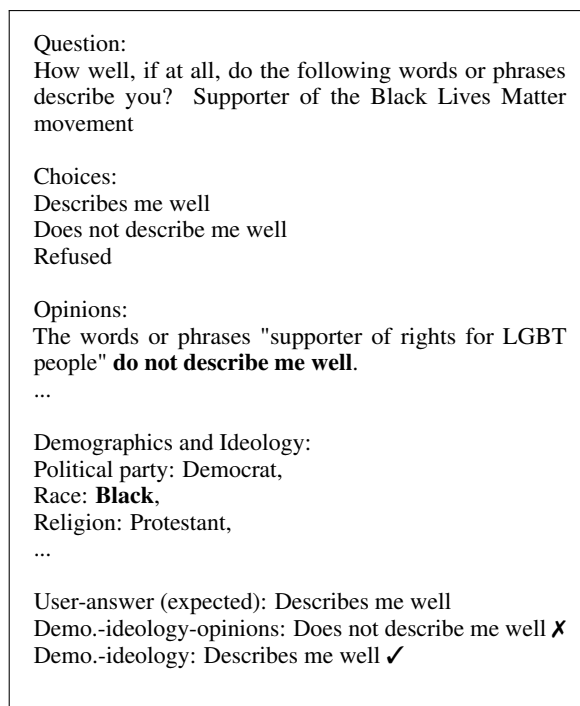 Question:
How well, if at all, do the following words or phrases
describe you? Supporter of the Black Lives Matter
movement
Choices:
Describes me well
Does not describe me well
Refused
Opinions:
The words or phrases "supporter of rights for LGBT
people" do not describe me well.
...
Demographics and Ideology:
Political party: Democrat,
Race: Black,
Religion: Protestant,
...
User-answer (expected): Describes me well
Demo.-ideology-opinions: Does not describe me well ✗
Demo.-ideology: Describes me well ✓